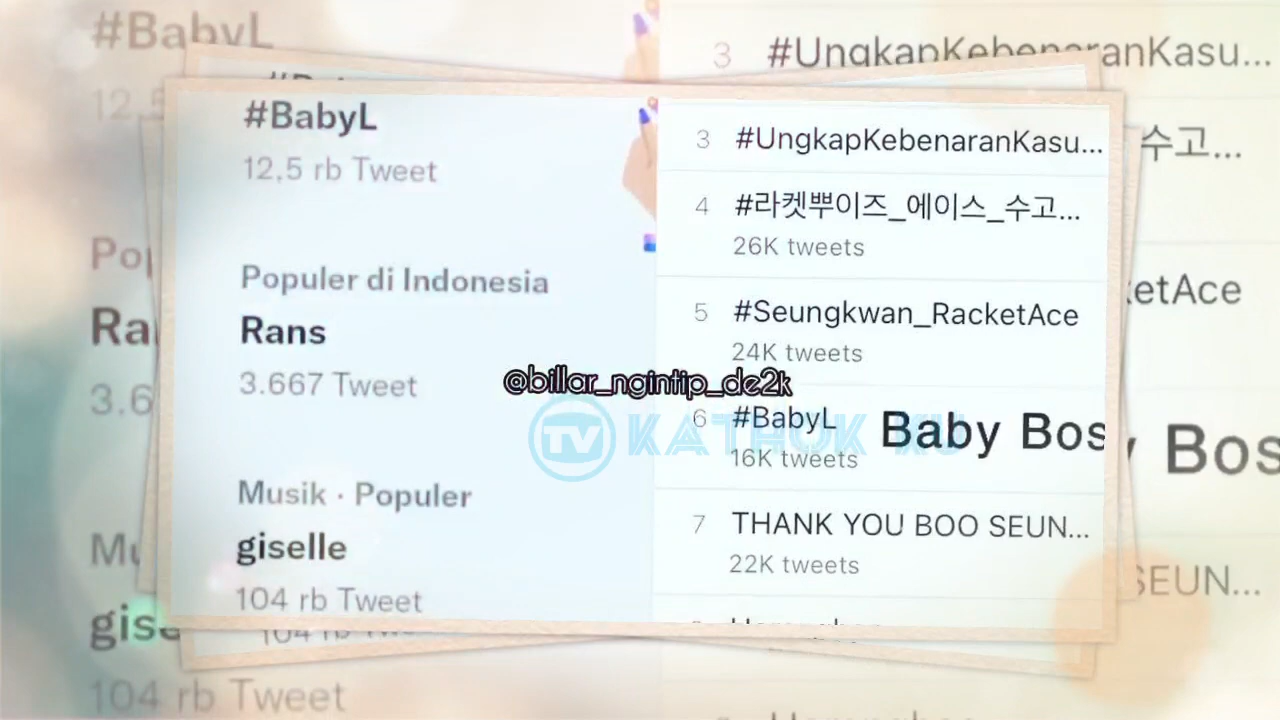 #BabyL
12,5 rb Tweet
Populer di Indonesia
Rans
3.667 Tweet
Musik · Populer
giselle
104 rb Tweet
3 #UngkapKebenaranKasu...
4 #라켓뿌이즈_에이스_수고...
26K tweets
5 #Seungkwan_RacketAce
24K tweets
6 #BabyL
16K tweets
Baby Bos
7 THANK YOU BOO SEUN...
22K tweets
@billar_ngintip_de2k
TV KATHOK KU